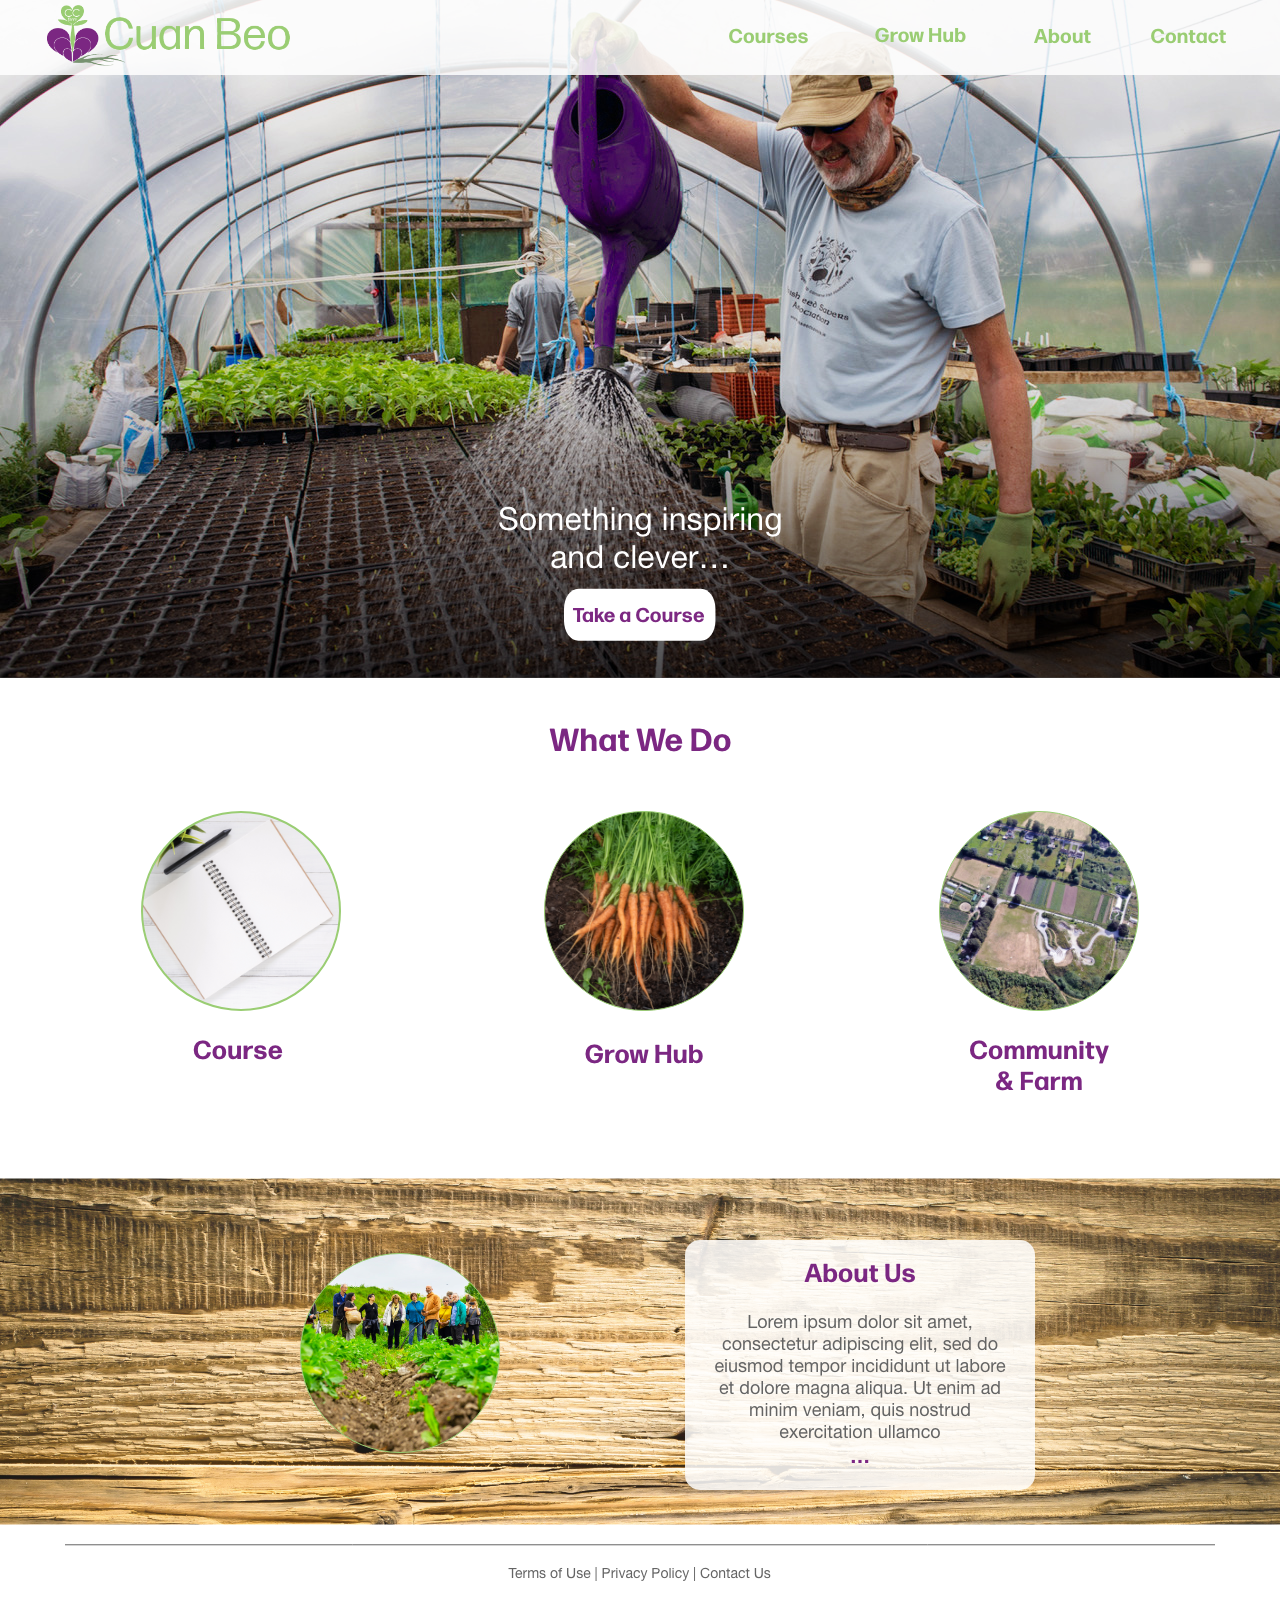 Cuan Beo
Courses
Grow Hub
About
Contact
Association
Something inspiring
and clever...
Take a Course
What We Do
Course
Grow Hub
Community
& Farm
About Us
Lorem ipsum dolor sit amet,
consectetur adipiscing elit, sed do
eiusmod tempor incididunt ut labore
et dolore magna aliqua. Ut enim ad
minim veniam, quis nostrud
exercitation ullamco
...
Terms of Use | Privacy Policy | Contact Us